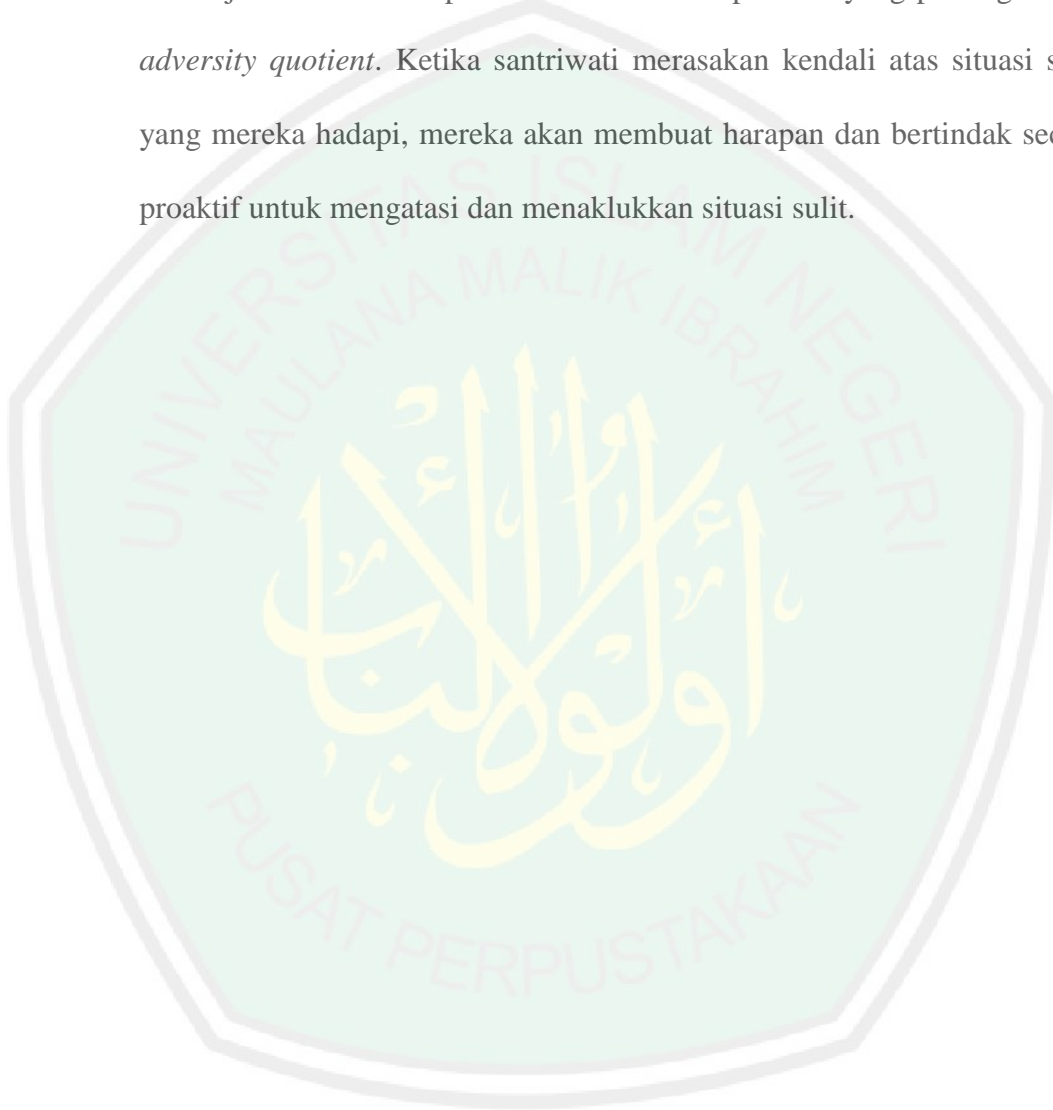 adversity quotient. Ketika santriwati merasakan kendali atas situasi
yang mereka hadapi, mereka akan membuat harapan dan bertindak
proaktif untuk mengatasi dan menaklukkan situasi sulit.
UNIVERSITAS ISLAM NEGERI
MAULANA MALIK IBRAHIM
أولوا الألباب
PUSAT PERPUSTAKAAN